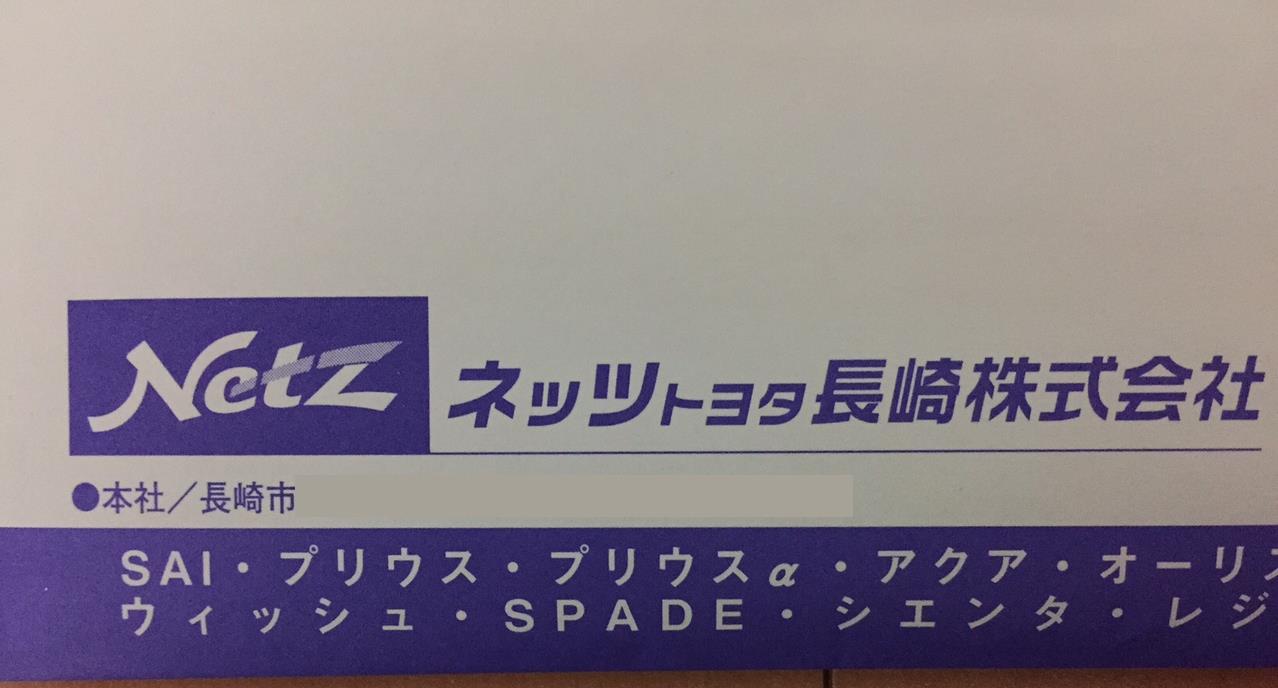 Netz ネッツトヨタ長崎株式会社
●本社／長崎市
SAI・プリウス・プリウスα・アクア・オーリス
ウィッシュ・SPADE・シエンタ・レジ